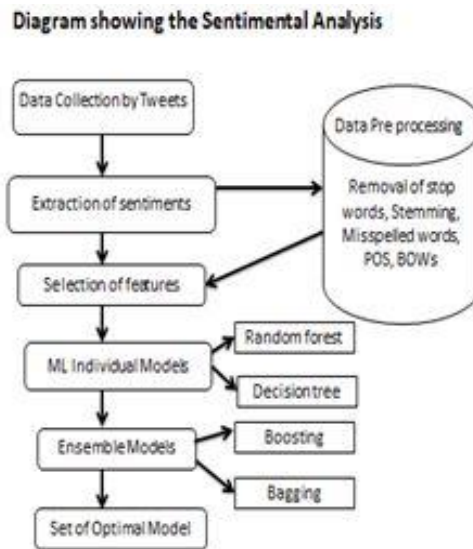 Diagram showing the Sentimental Analysis
Data Collection by Tweets
Extraction of sentiments
Data Pre processing
Removal of stop
words, Stemming,
Misspelled words,
POS, BOWs
Selection of features
ML Individual Models
Random forest
Decision tree
Ensemble Models
Boosting
Bagging
Set of Optimal Model